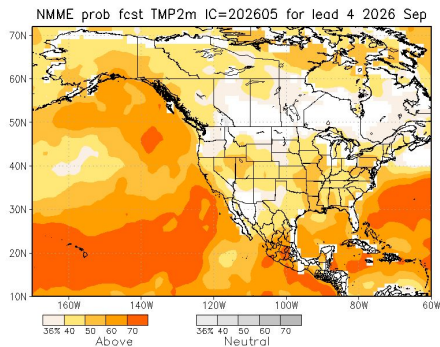 NMME prob fcst TMP2m IC=202605 for lead 4 2026 Sep
70N
60N
50N
40N
30N
20N
10N
160W 140W 120W 100W 80W 60W
36% 40 50 60 70 36% 40 50 60 70
Above Neutral